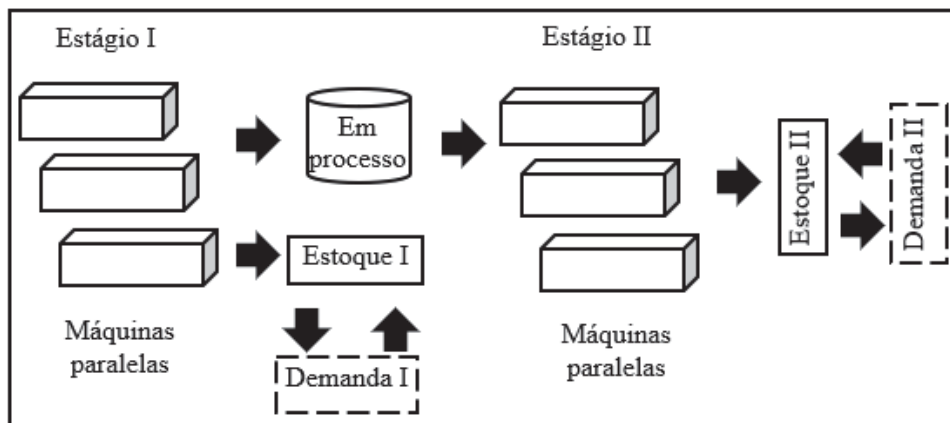 Estágio I
Estágio II
Em
processo
Estoque I
Demanda I
Máquinas
paralelas
Máquinas
paralelas
Estoque II
Demanda II